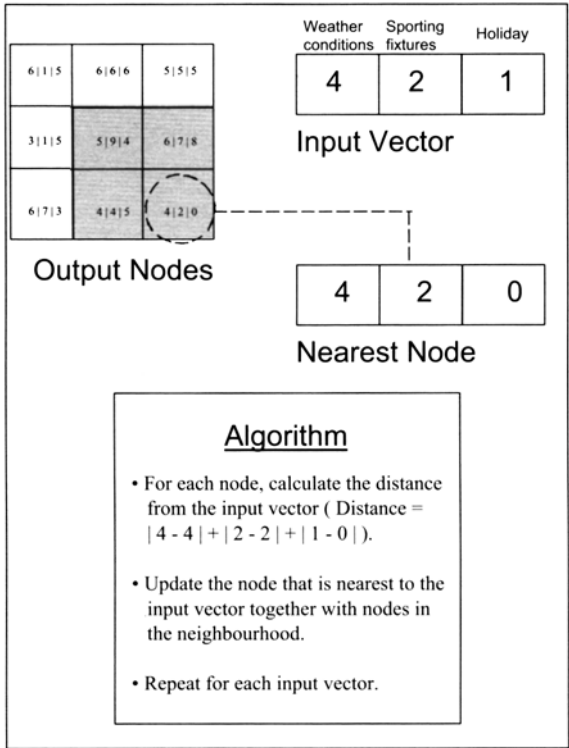 Weather conditions Sporting fixtures Holiday
4 2 1
Input Vector
6|1|5 6|6|6 5|5|5
3|1|5 5|9|4 6|7|8
6|7|3 4|4|5 4|2|0
Output Nodes
4 2 0
Nearest Node
Algorithm
• For each node, calculate the distance
from the input vector ( Distance =
| 4 - 4 | + | 2 - 2 | + | 1 - 0 | ).
• Update the node that is nearest to the
input vector together with nodes in
the neighbourhood.
• Repeat for each input vector.